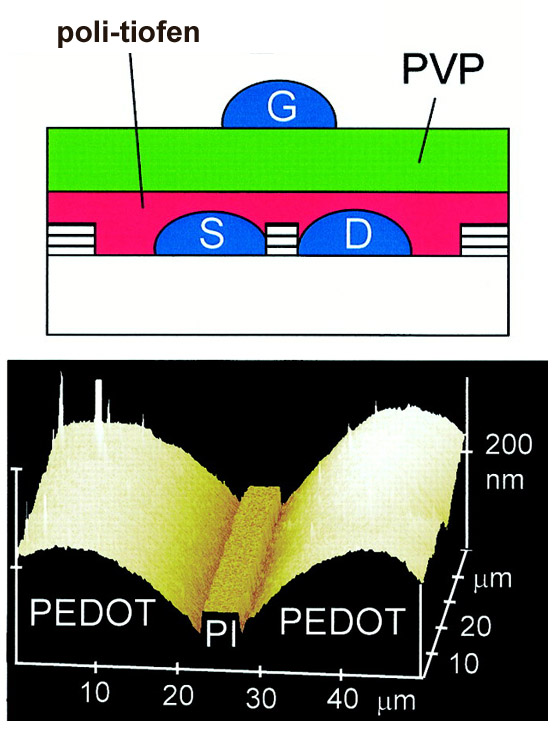 poli-tiofen
PVP
G
S
D
200
nm
PEDOT
PI
PEDOT
μm
20
10
10
20
30
40
μm